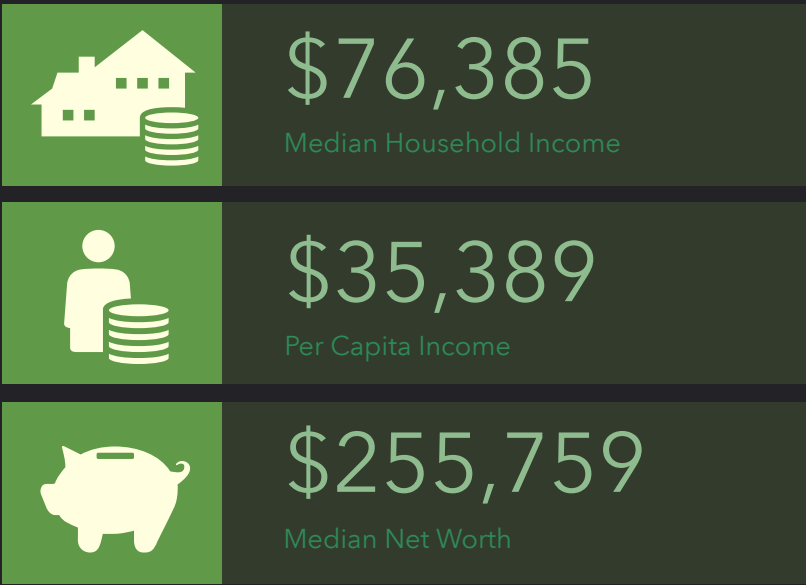 $76,385
Median Household Income
$35,389
Per Capita Income
$255,759
Median Net Worth